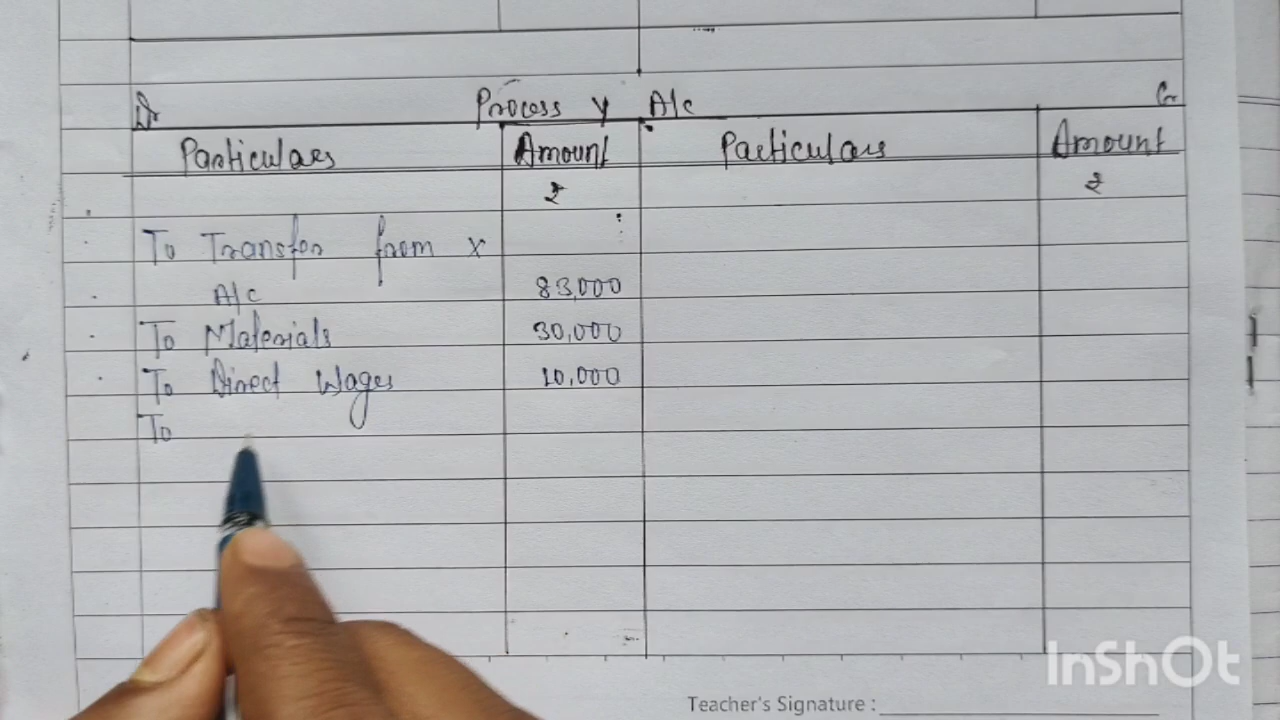 Process Y A/c
Dr Cr
Particulars Amount Particulars Amount
₹ ₹
To Transfer from X
A/c 83,000
To Materials 30,000
To Direct Wages 10,000
To
Teacher's Signature :
InShOt